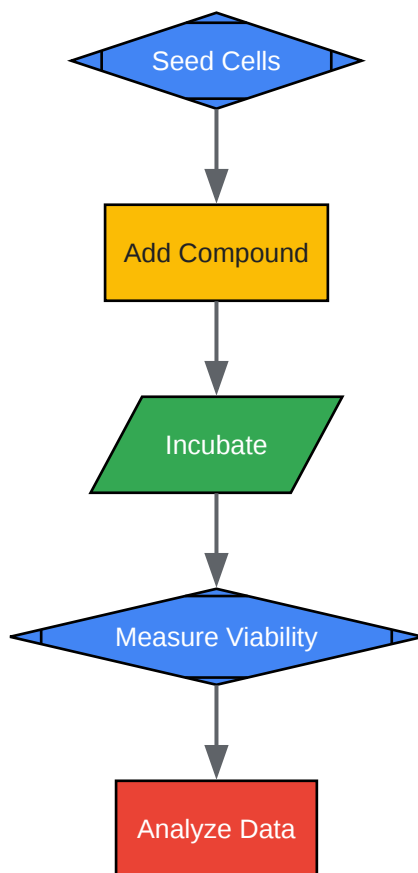 Seed Cells
Add Compound
Incubate
Measure Viability
Analyze Data